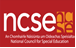 ncse
An Chomhairle Náisiúnta um Oideachas Speisialta
National Council for Special Education